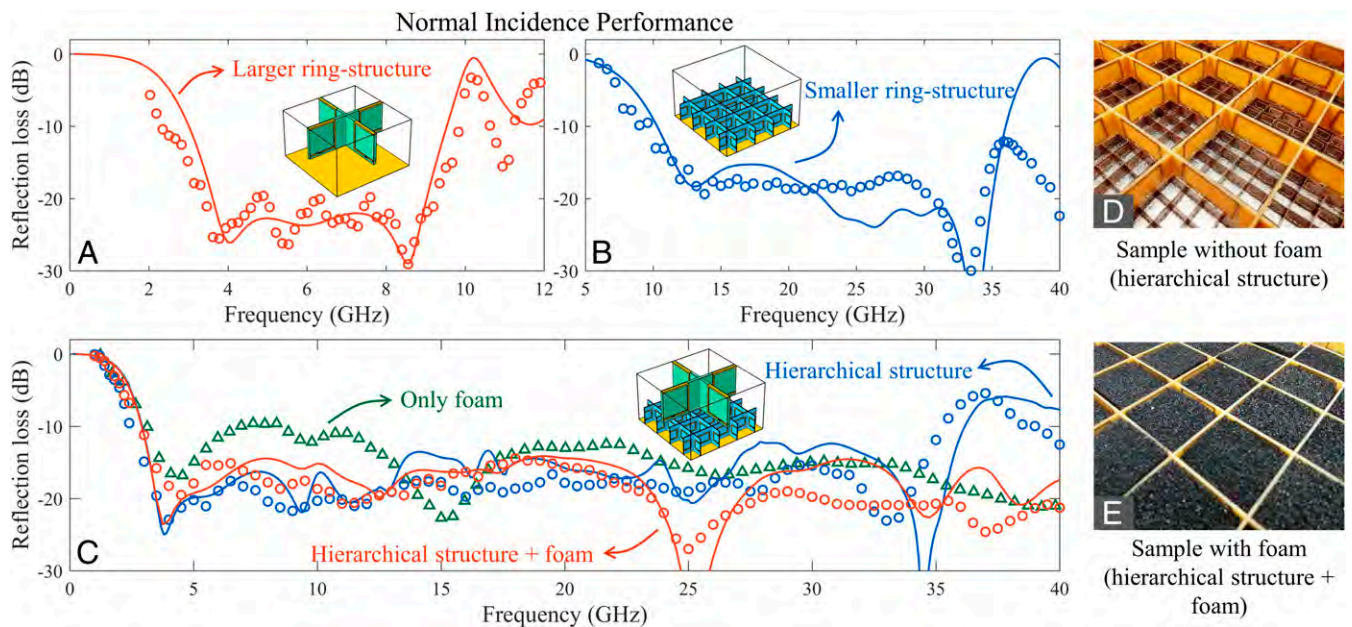 Normal Incidence Performance
Reflection loss (dB)
0
-10
-20
-30
Larger ring-structure
A
0
2
4
6
8
10
12
Frequency (GHz)
0
-10
-20
-30
Smaller ring-structure
B
5
10
15
20
25
30
35
40
Frequency (GHz)
D
Sample without foam
(hierarchical structure)
Reflection loss (dB)
0
-10
-20
-30
Only foam
Hierarchical structure
Hierarchical structure + foam
C
5
10
15
20
25
30
35
40
Frequency (GHz)
E
Sample with foam
(hierarchical structure +
foam)